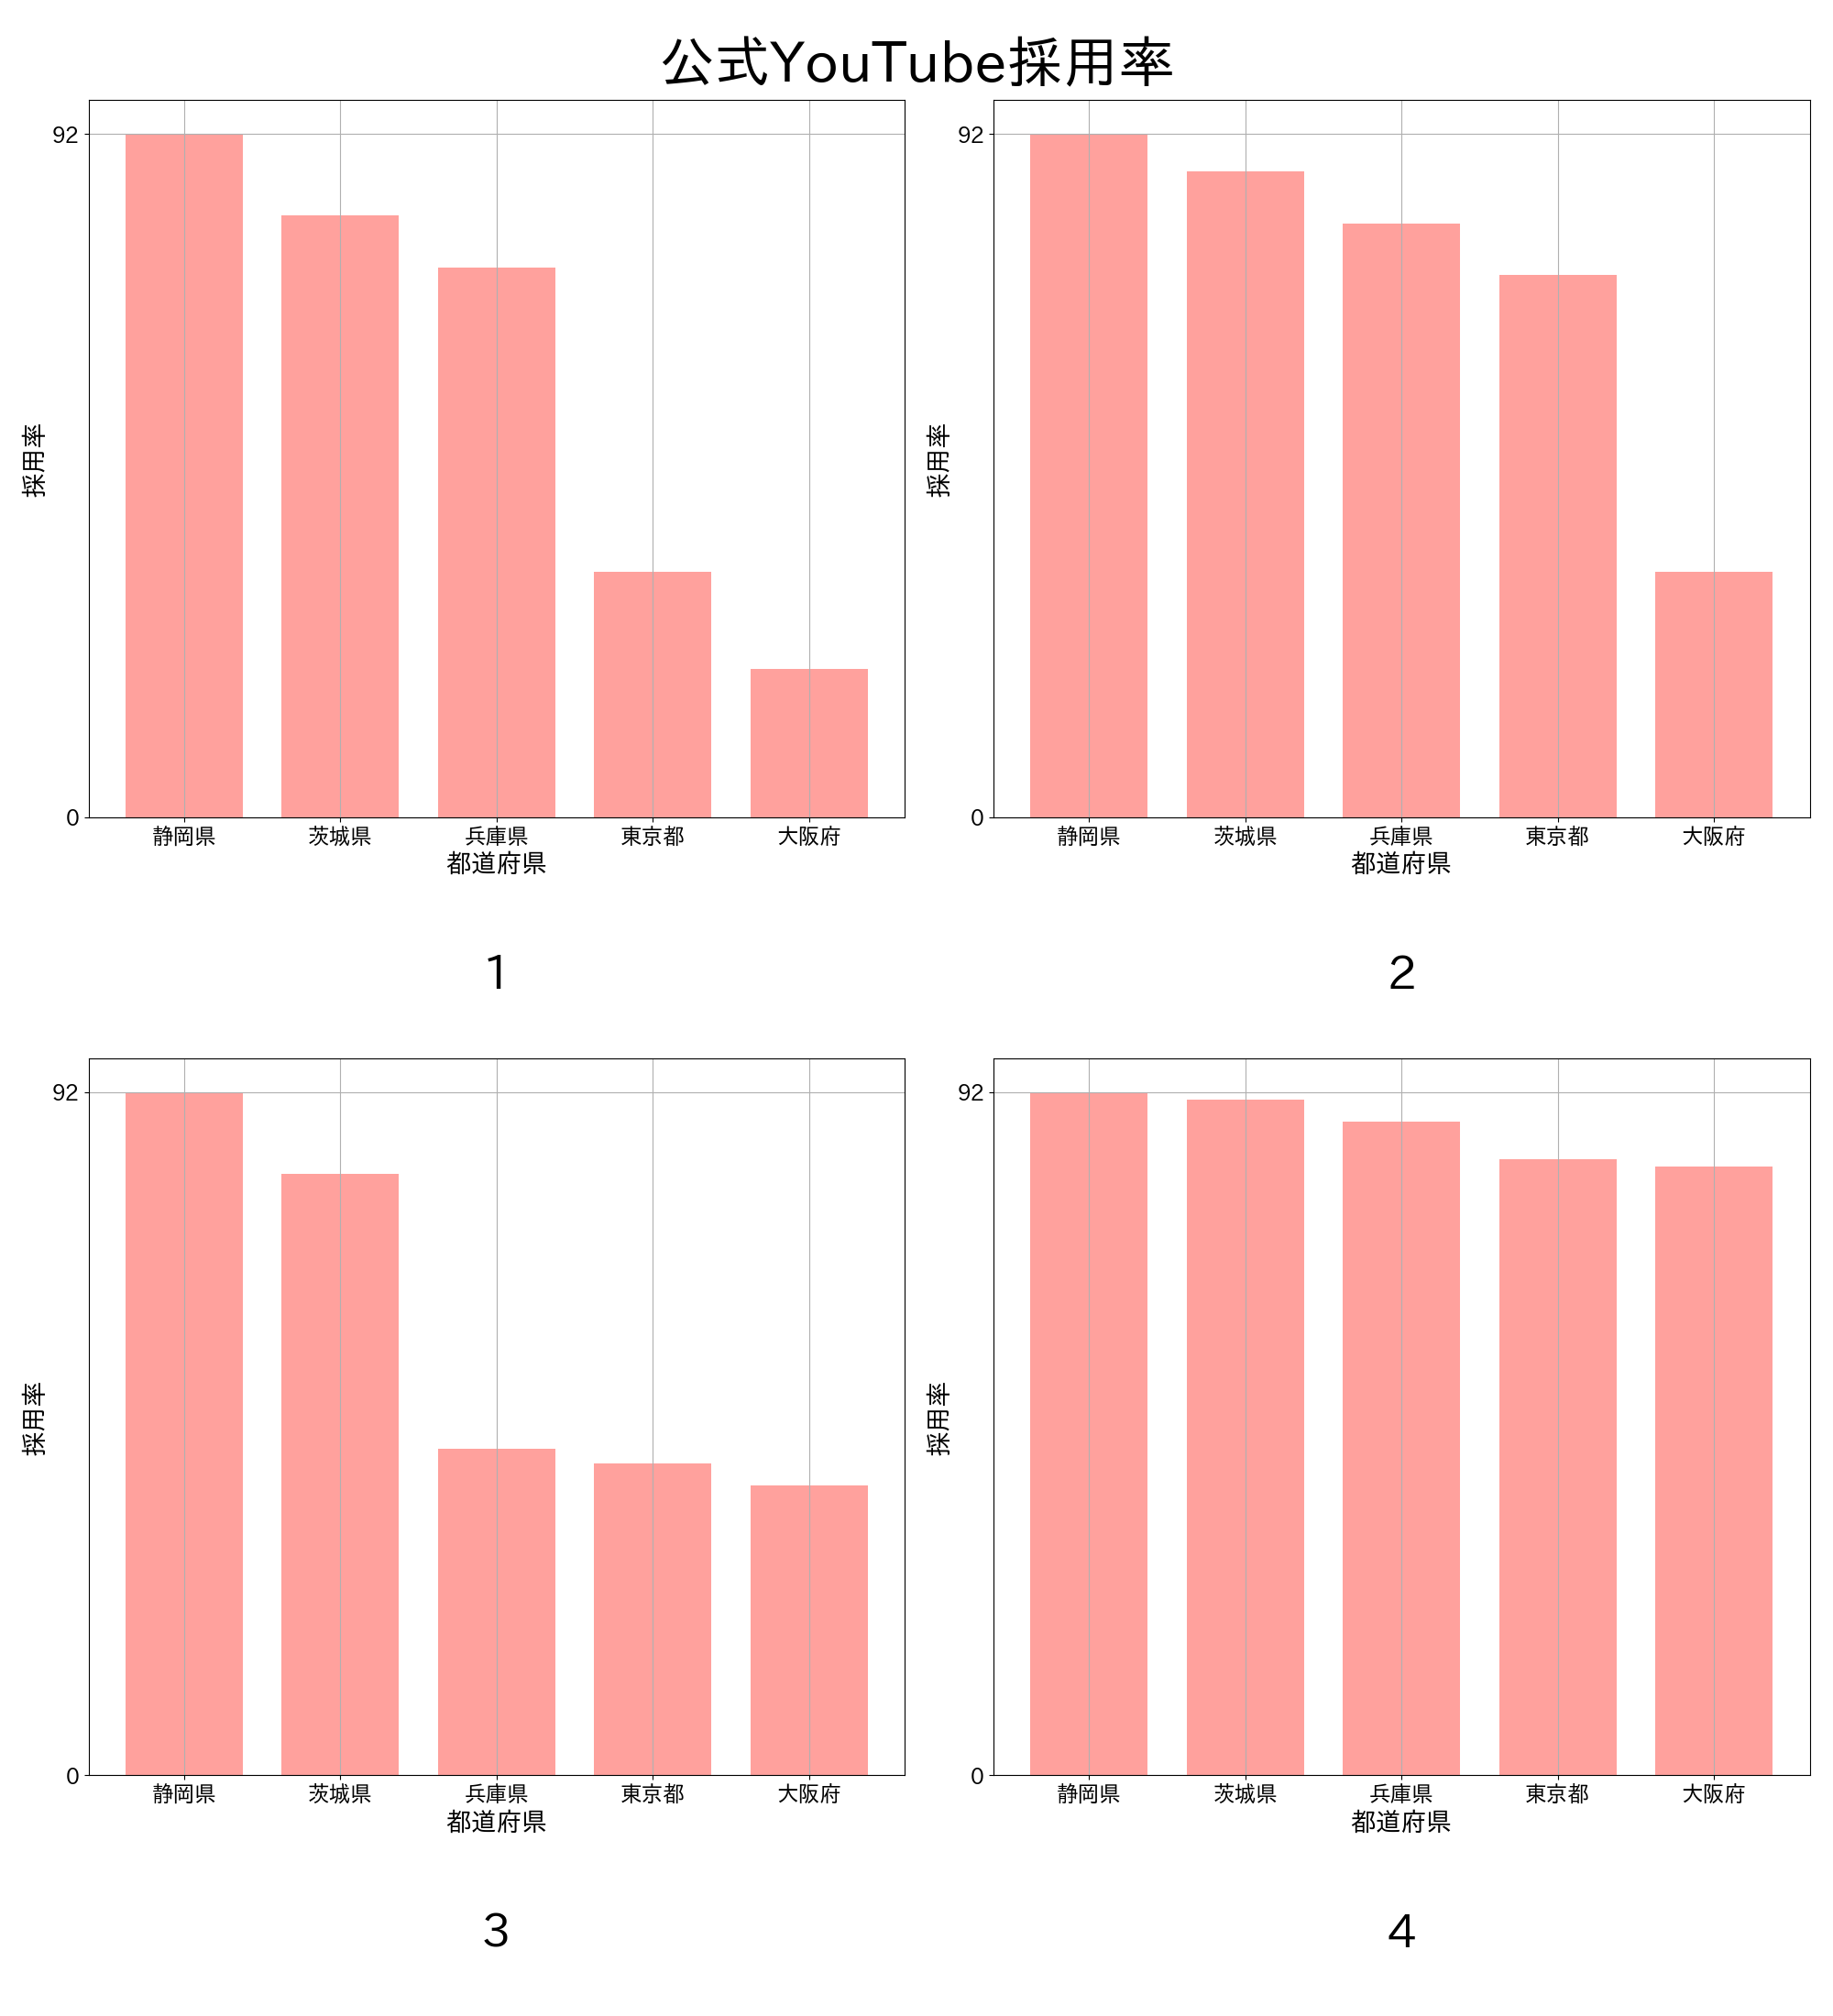 公式YouTube採用率
92
0
採用率
静岡県 茨城県 兵庫県 東京都 大阪府
都道府県
1
92
0
採用率
静岡県 茨城県 兵庫県 東京都 大阪府
都道府県
2
92
0
採用率
静岡県 茨城県 兵庫県 東京都 大阪府
都道府県
3
92
0
採用率
静岡県 茨城県 兵庫県 東京都 大阪府
都道府県
4